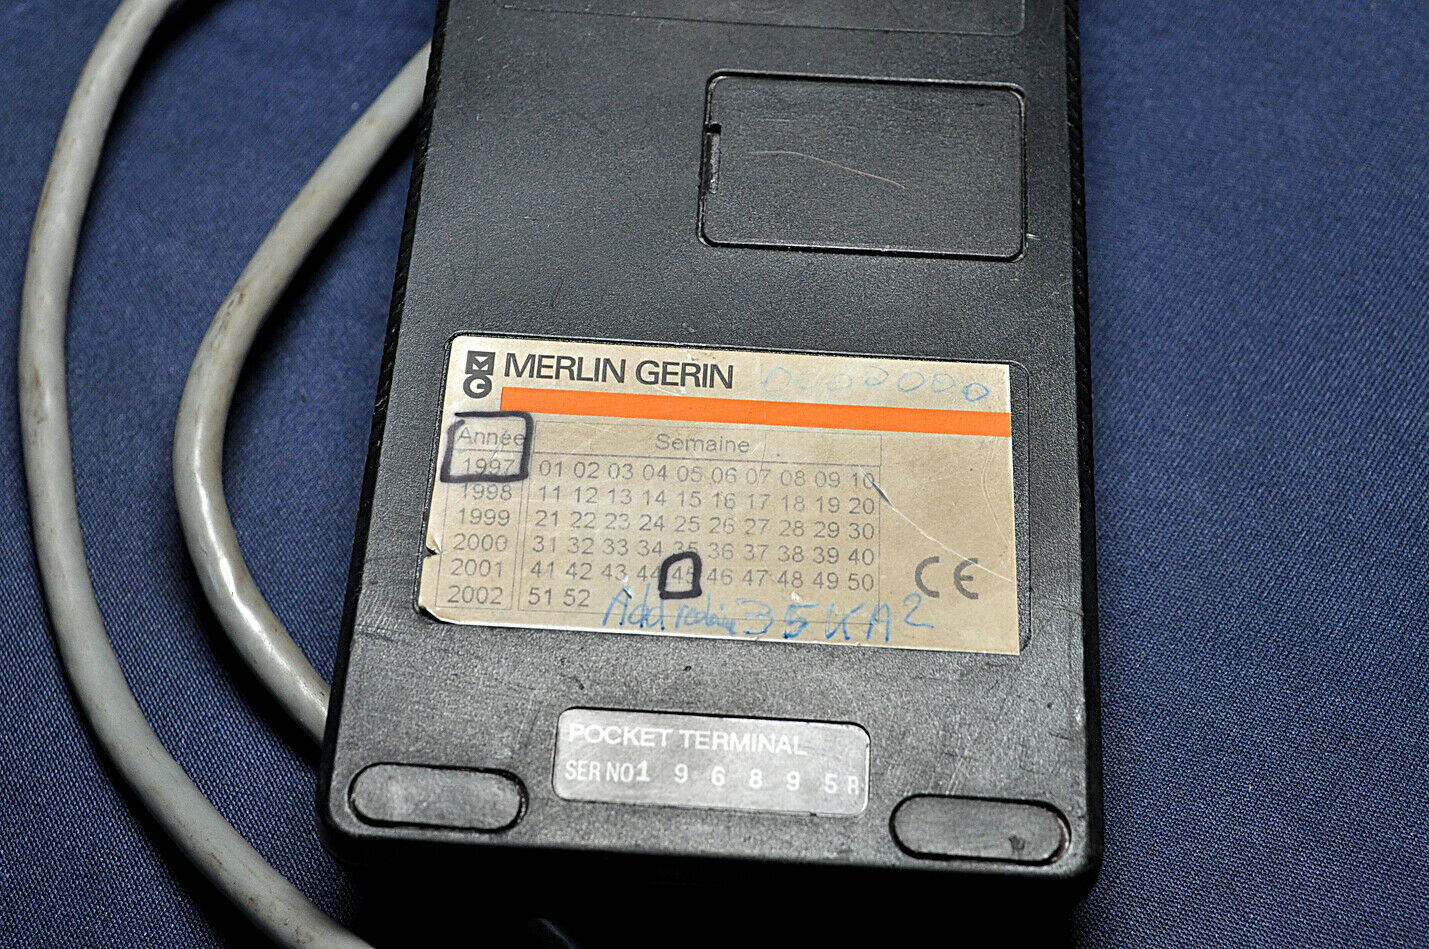 MG MERLIN GERIN 0000000
Année Semaine
1997 01 02 03 04 05 06 07 08 09 10
1998 11 12 13 14 15 16 17 18 19 20
1999 21 22 23 24 25 26 27 28 29 30
2000 31 32 33 34 35 36 37 38 39 40
2001 41 42 43 44 45 46 47 48 49 50
2002 51 52
35KA2
CE
POCKET TERMINAL
SER NO 1 9 6 8 9 5 R